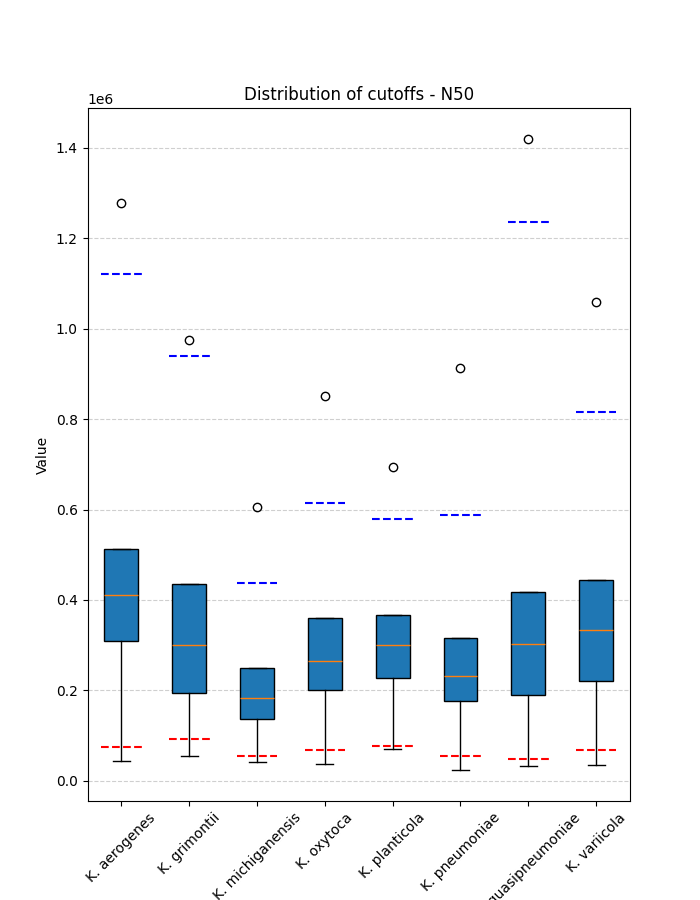 Distribution of cutoffs - N50
1e6
1.4
1.2
1.0
0.8
0.6
0.4
0.2
0.0
Value
K. aerogenes
K. grimontii
K. michiganensis
K. oxytoca
K. planticola
K. pneumoniae
quasipneumoniae
K. variicola